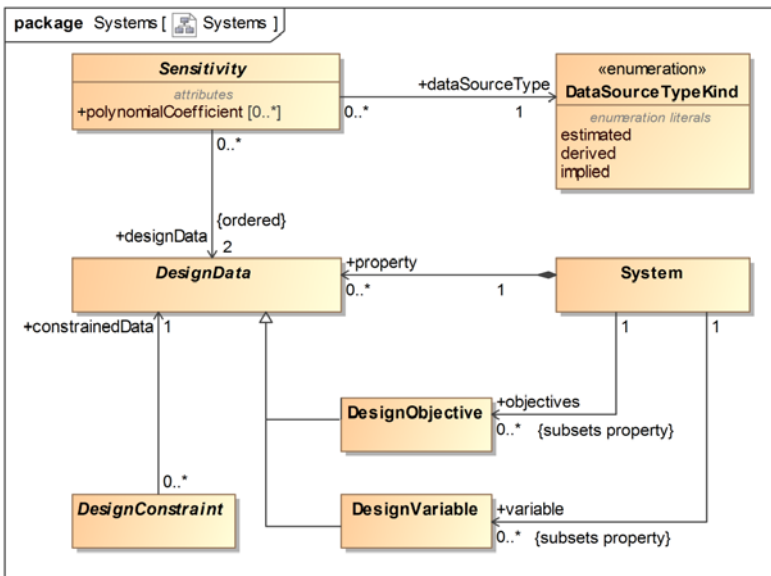 package Systems [ Systems ]
Sensitivity
attributes
+polynomialCoefficient [0..*]
0..*
+dataSourceType
1
«enumeration»
DataSourceTypeKind
enumeration literals
estimated
derived
implied
0..*
{ordered}
+designData
2
DesignData
+property
0..*
1
System
+constrainedData
1
1
1
DesignObjective
+objectives
0..*
{subsets property}
0..*
DesignConstraint
DesignVariable
+variable
0..*
{subsets property}